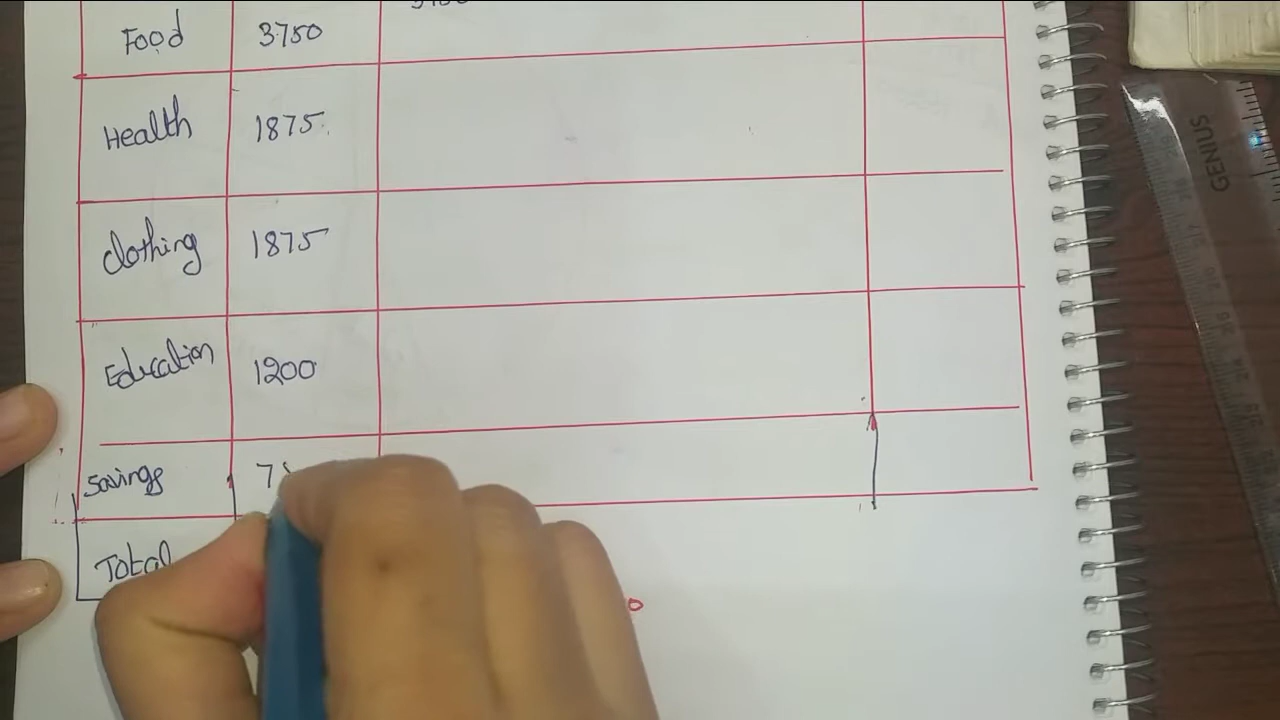 Food 3750
Health 1875
clothing 1875
Education 1200
Savings
Total
GENIUS